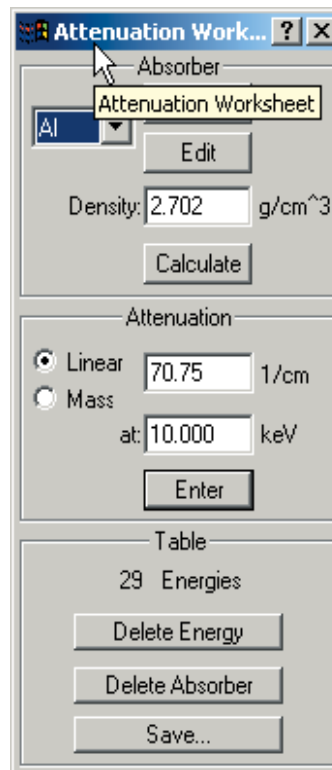 Attenuation Work...
Absorber
Attenuation Worksheet
Al
Edit
Density: 2.702 g/cm^3
Calculate
Attenuation
Linear 70.75 1/cm
Mass
at: 10.000 keV
Enter
Table
29 Energies
Delete Energy
Delete Absorber
Save...